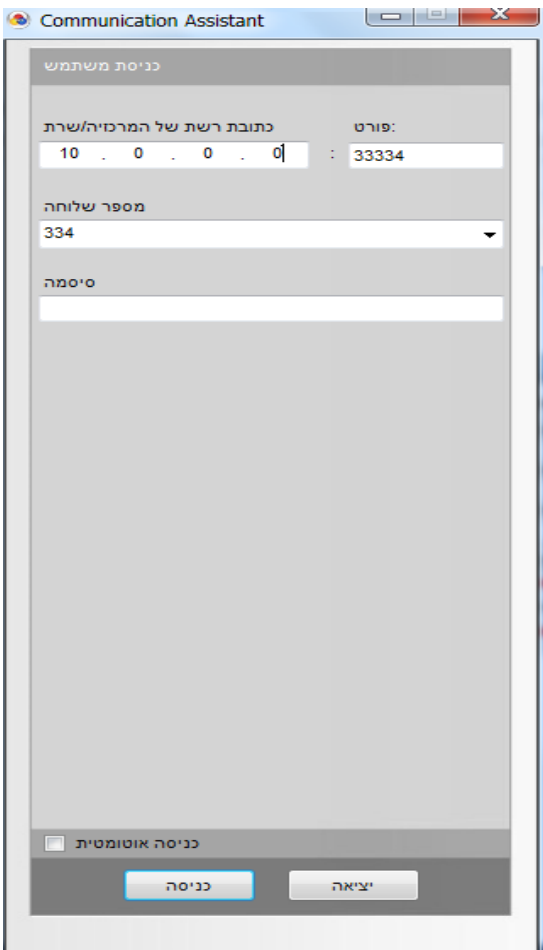 Communication Assistant
כניסת משתמש
כתובת רשת של המרכזיה/שרת פורט:
10 . 0 . 0 . 0 : 33334
מספר שלוחה
334
סיסמה
כניסה אוטומטית
כניסה יציאה